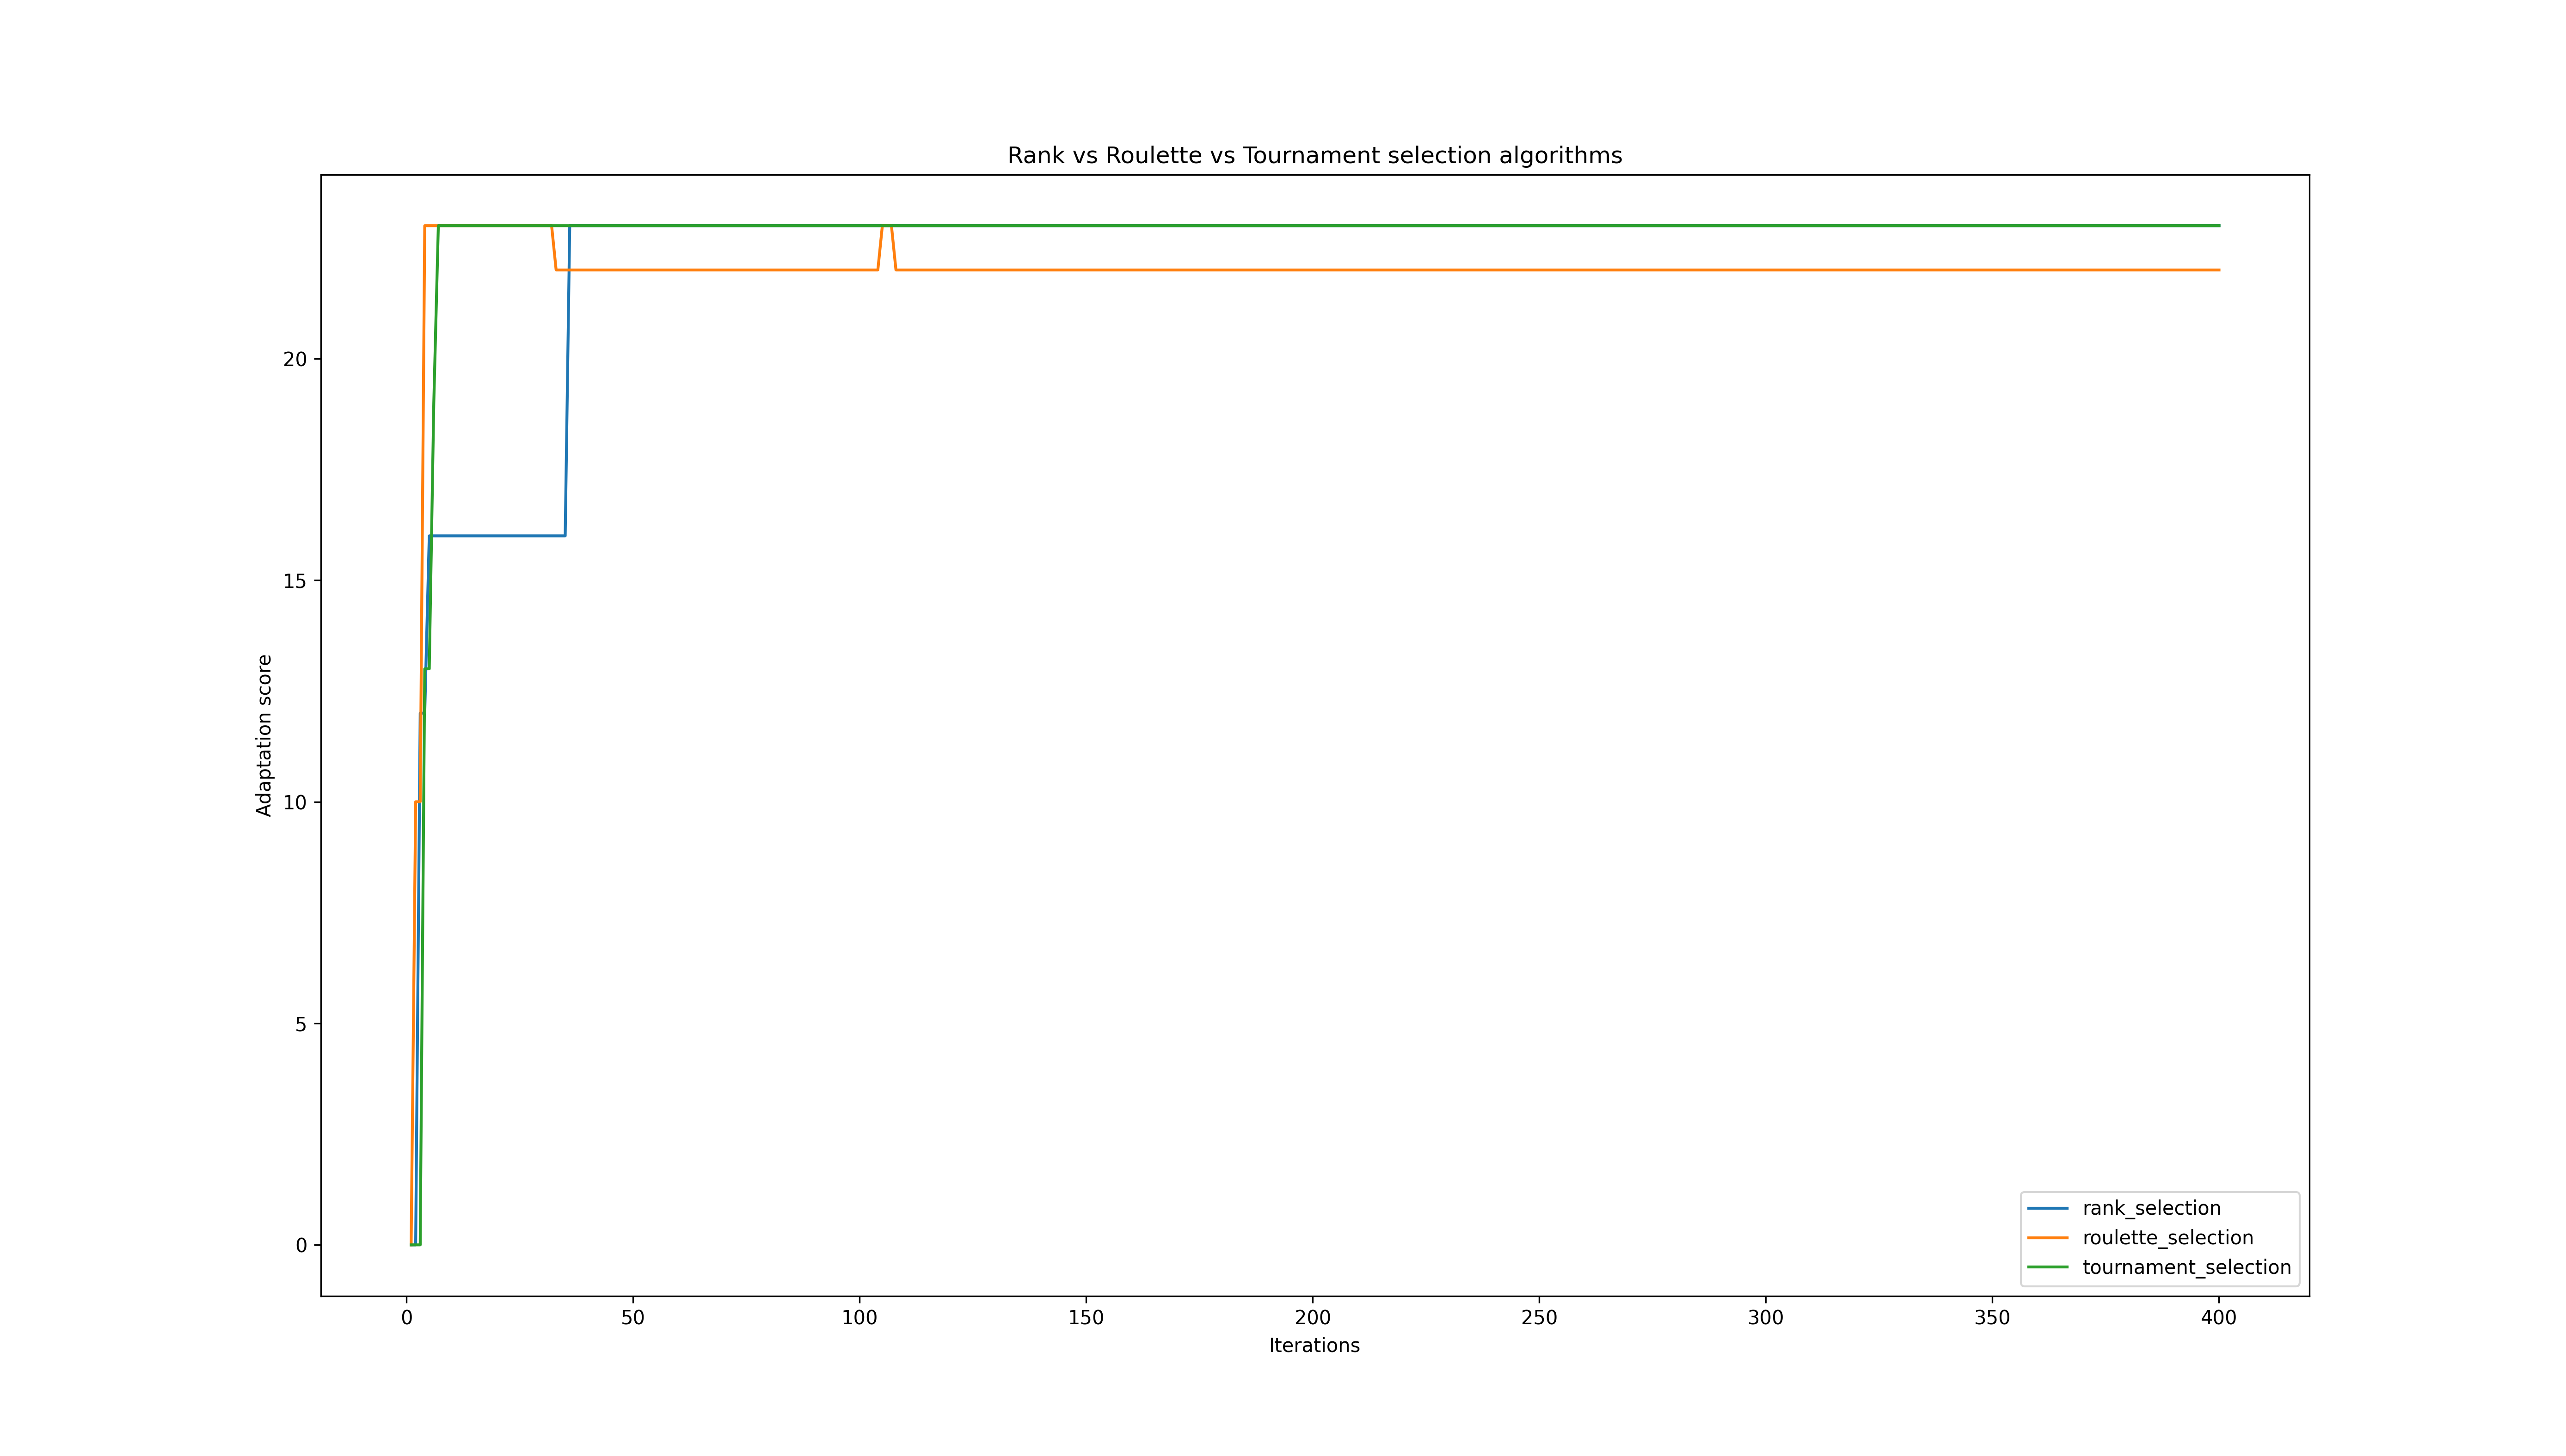 Rank vs Roulette vs Tournament selection algorithms
Adaptation score
20
15
10
5
0
0 50 100 150 200 250 300 350 400
Iterations
rank_selection
roulette_selection
tournament_selection